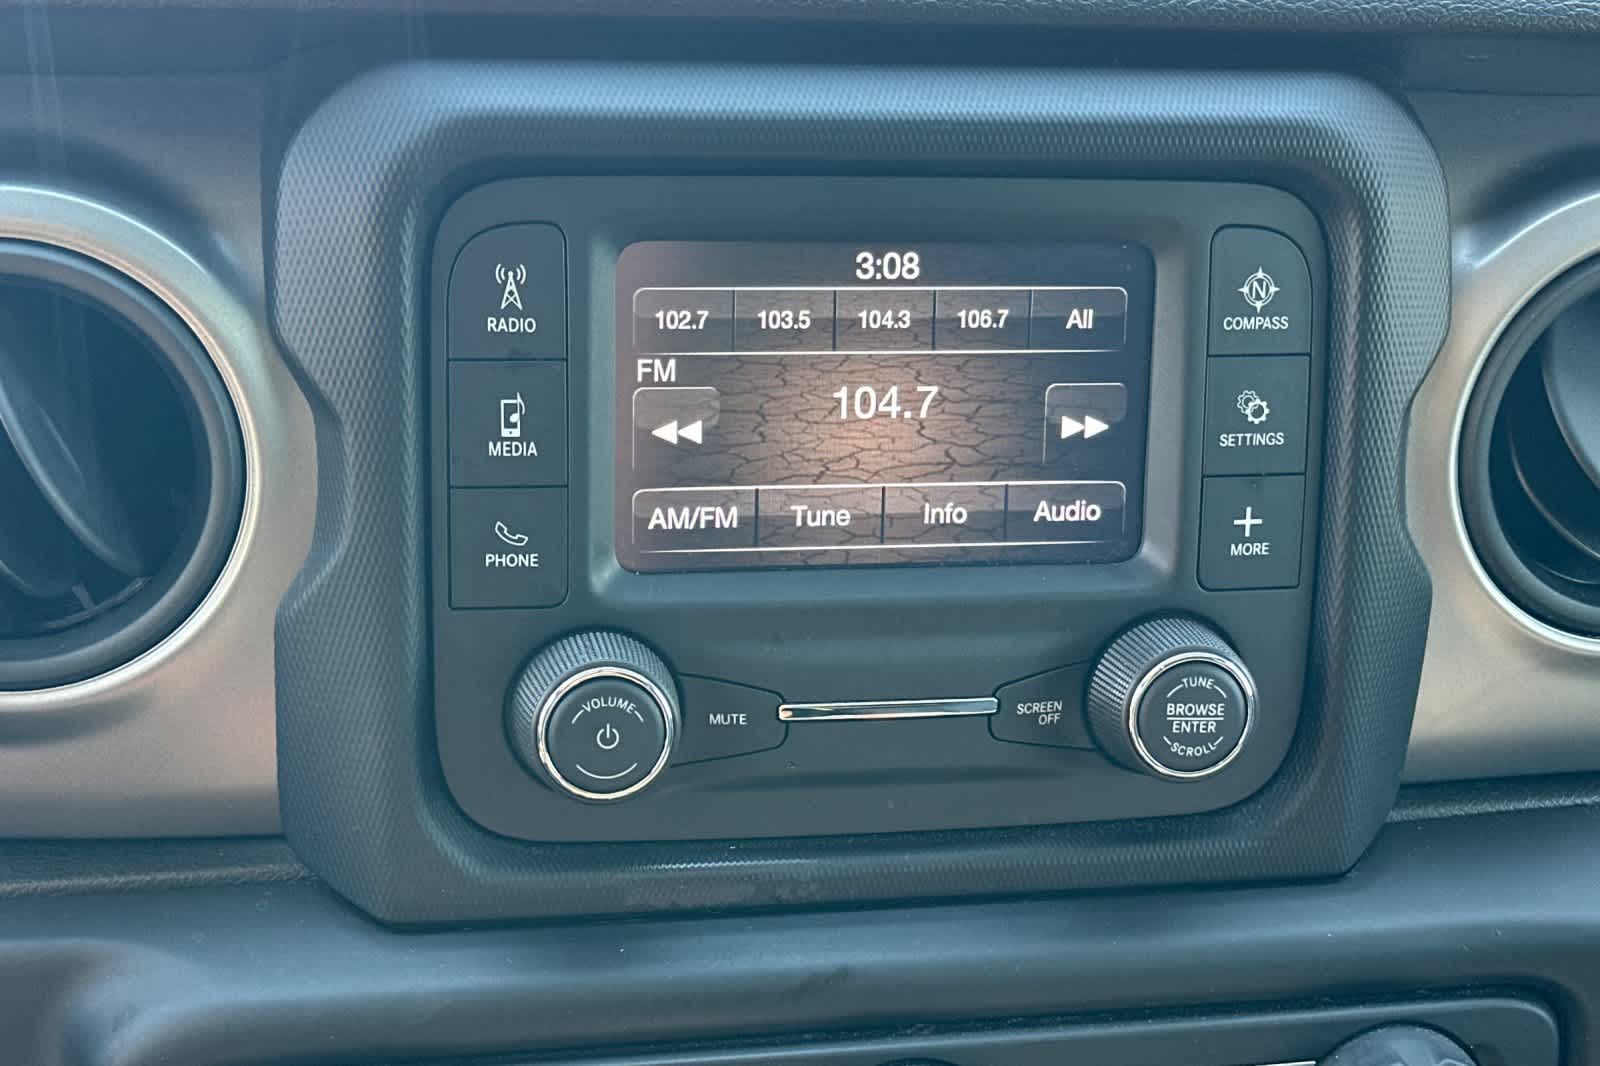 3:08
102.7 103.5 104.3 106.7 All
FM
104.7
AM/FM Tune Info Audio
RADIO
MEDIA
PHONE
N
COMPASS
SETTINGS
MORE
VOLUME
MUTE
SCREEN
OFF
TUNE
BROWSE
ENTER
SCROLL